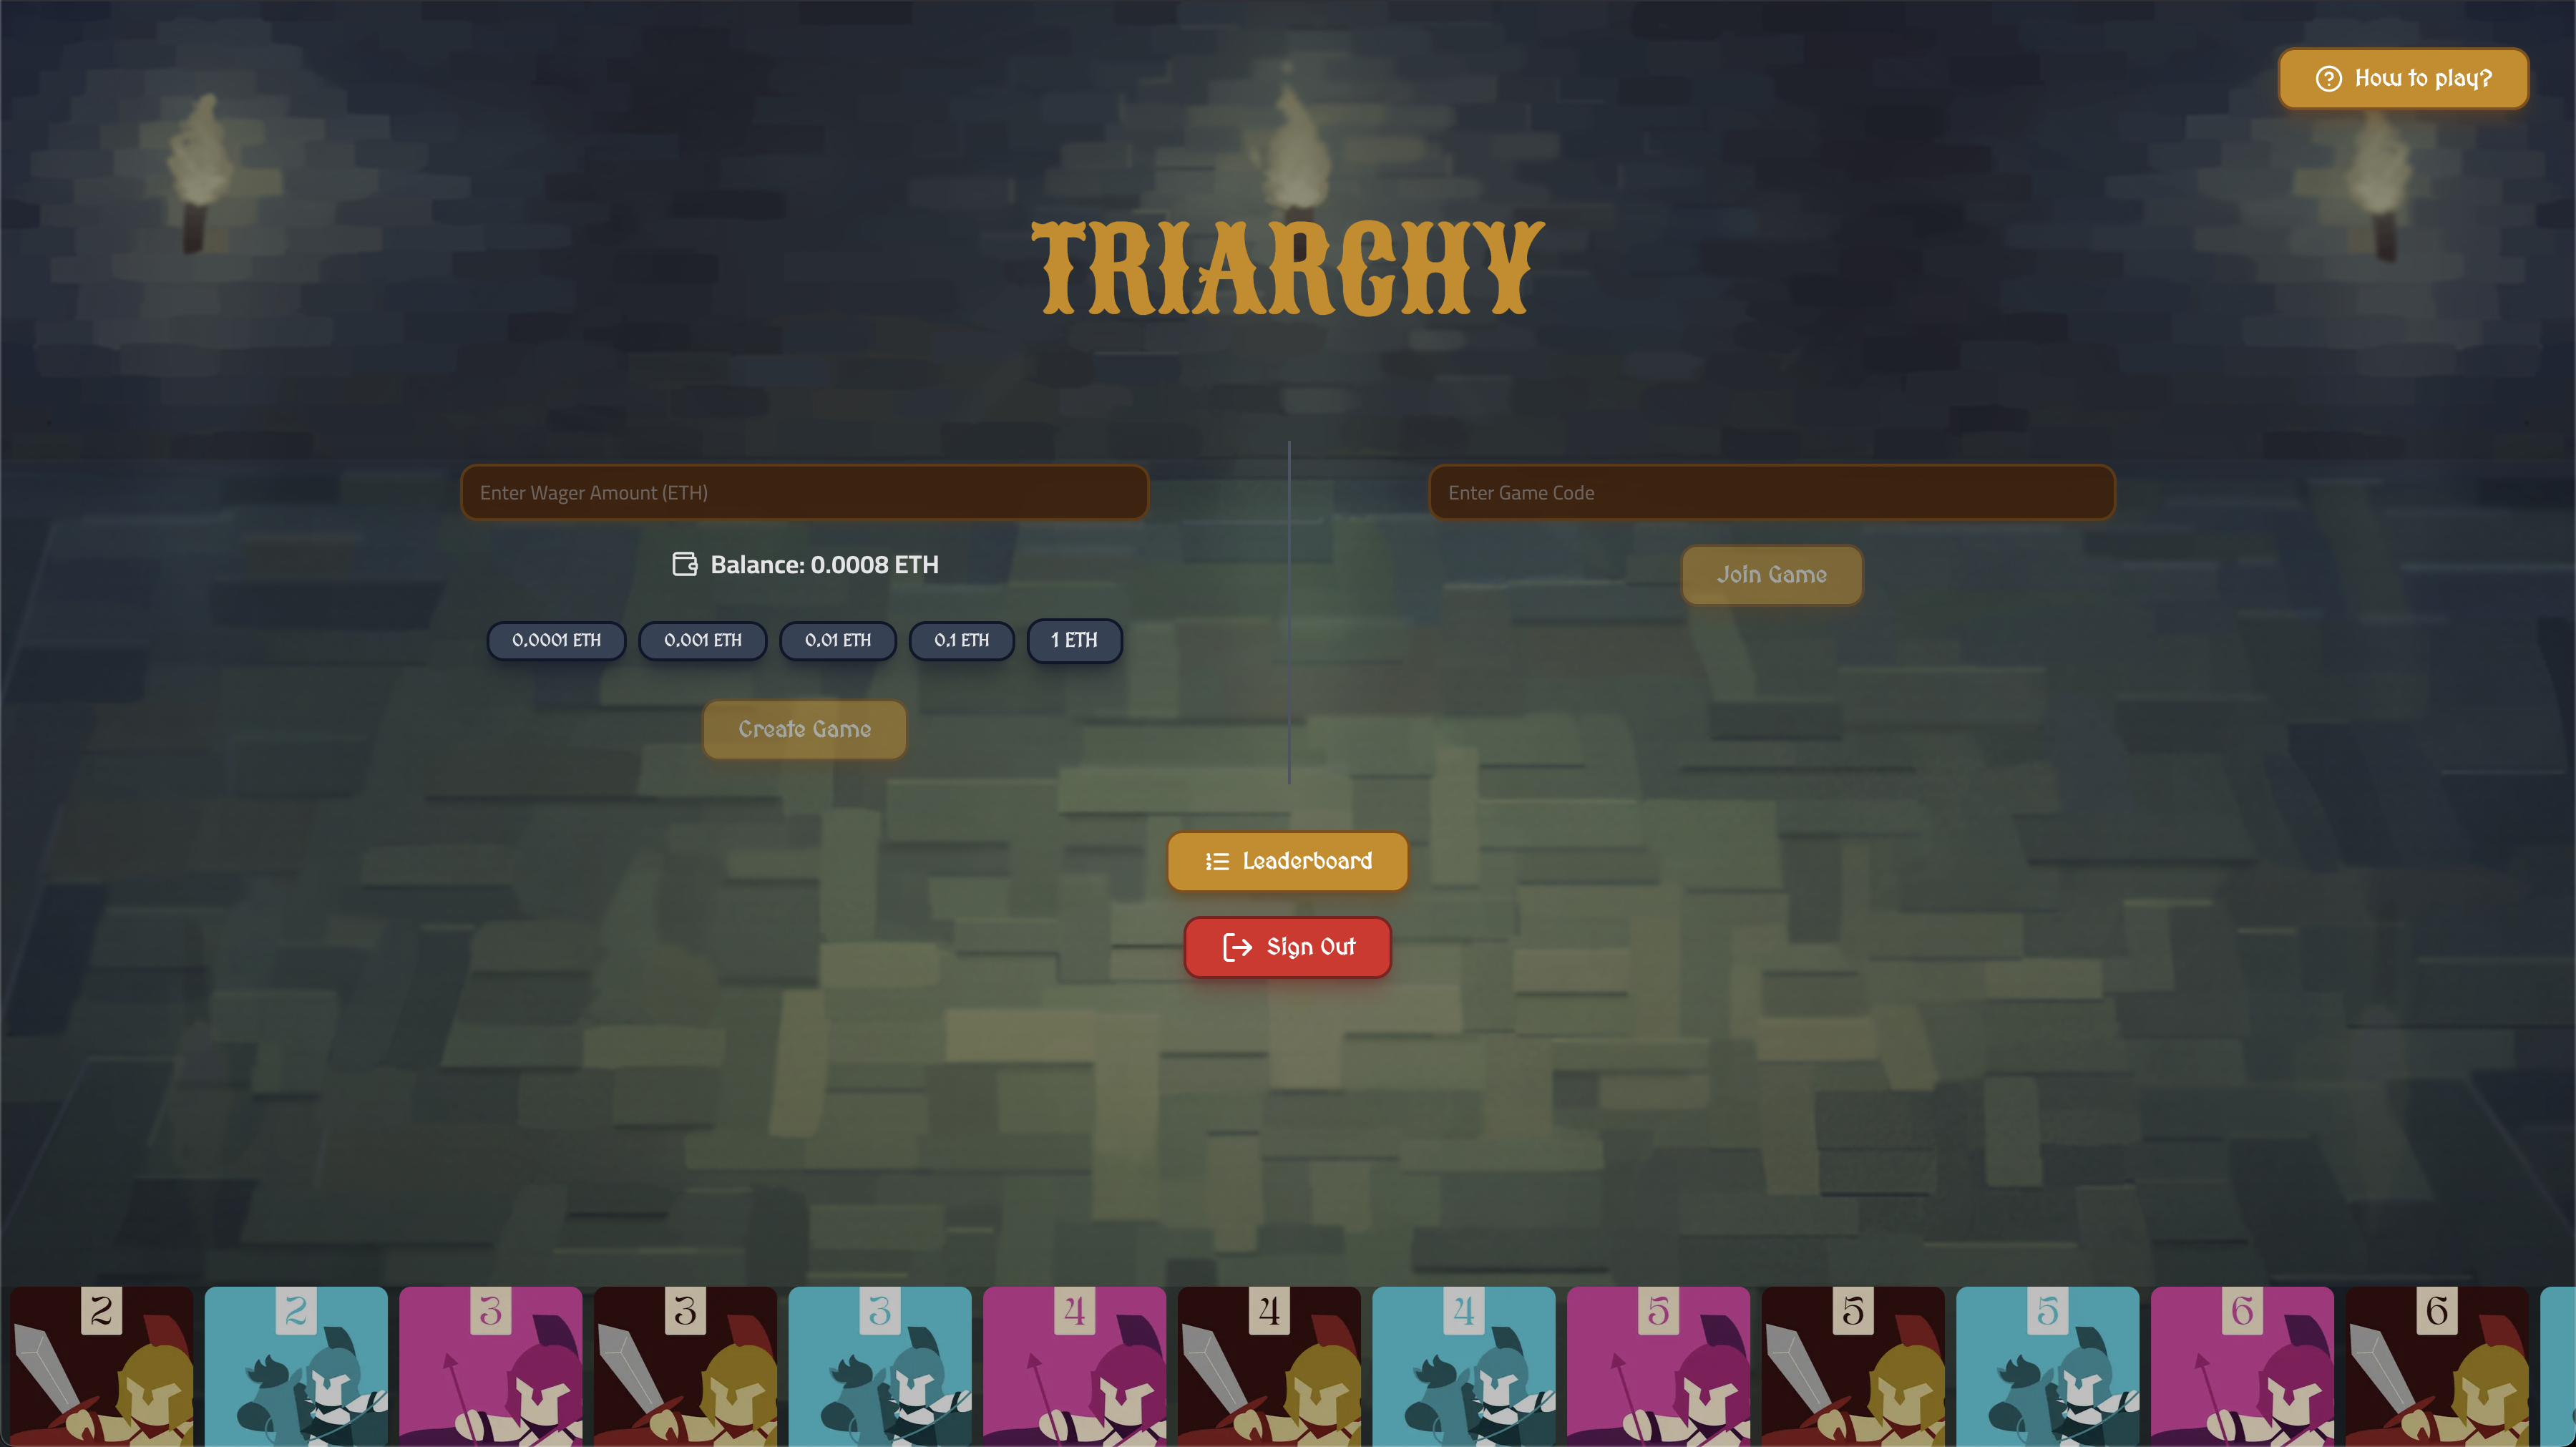 How to play?
TRIARCHY
Enter Wager Amount (ETH)
Enter Game Code
Balance: 0.0008 ETH
Join Game
0.0001 ETH 0.001 ETH 0.01 ETH 0.1 ETH 1 ETH
Create Game
Leaderboard
Sign Out
2 2 3 3 3 4 4 4 5 5 5 6 6